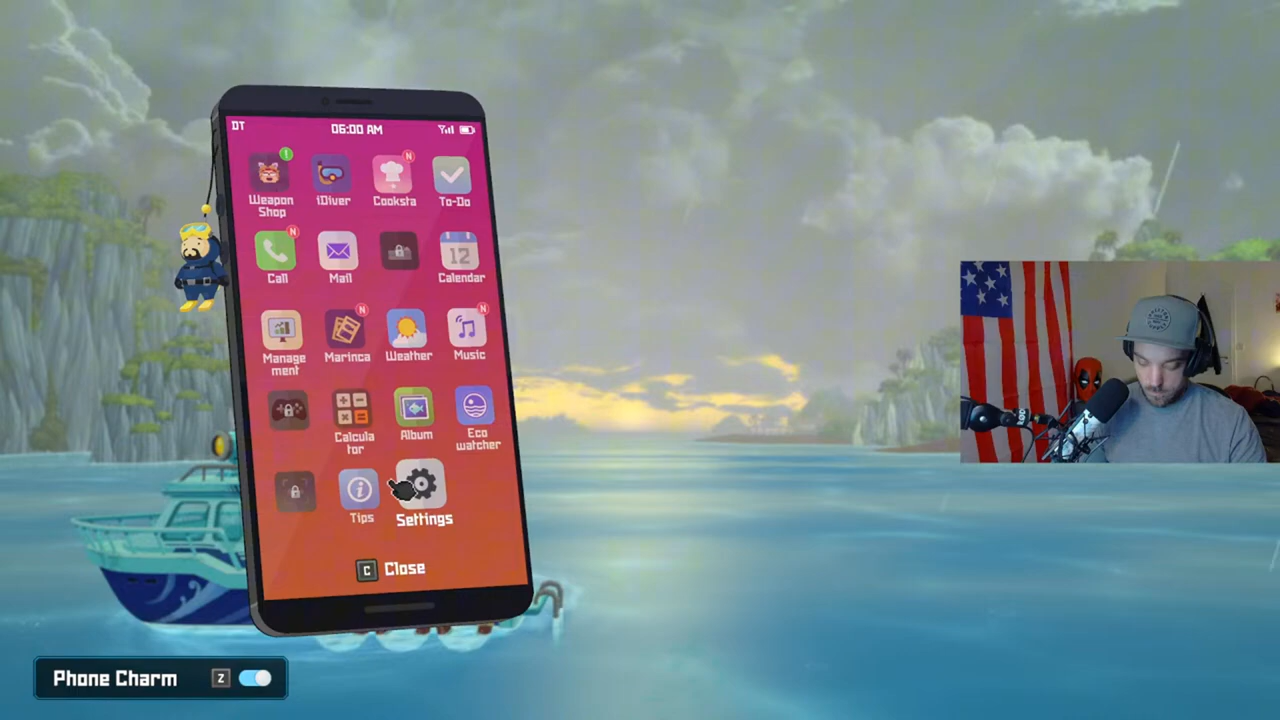 DT
06:00 AM
1
N
Weapon
Shop
iDiver
Cooksta
To-Do
N
12
Call
Mail
Calendar
N
N
Manage
ment
Marinca
Weather
Music
Calcula
tor
Album
Eco
watcher
Tips
Settings
C Close
Phone Charm Z